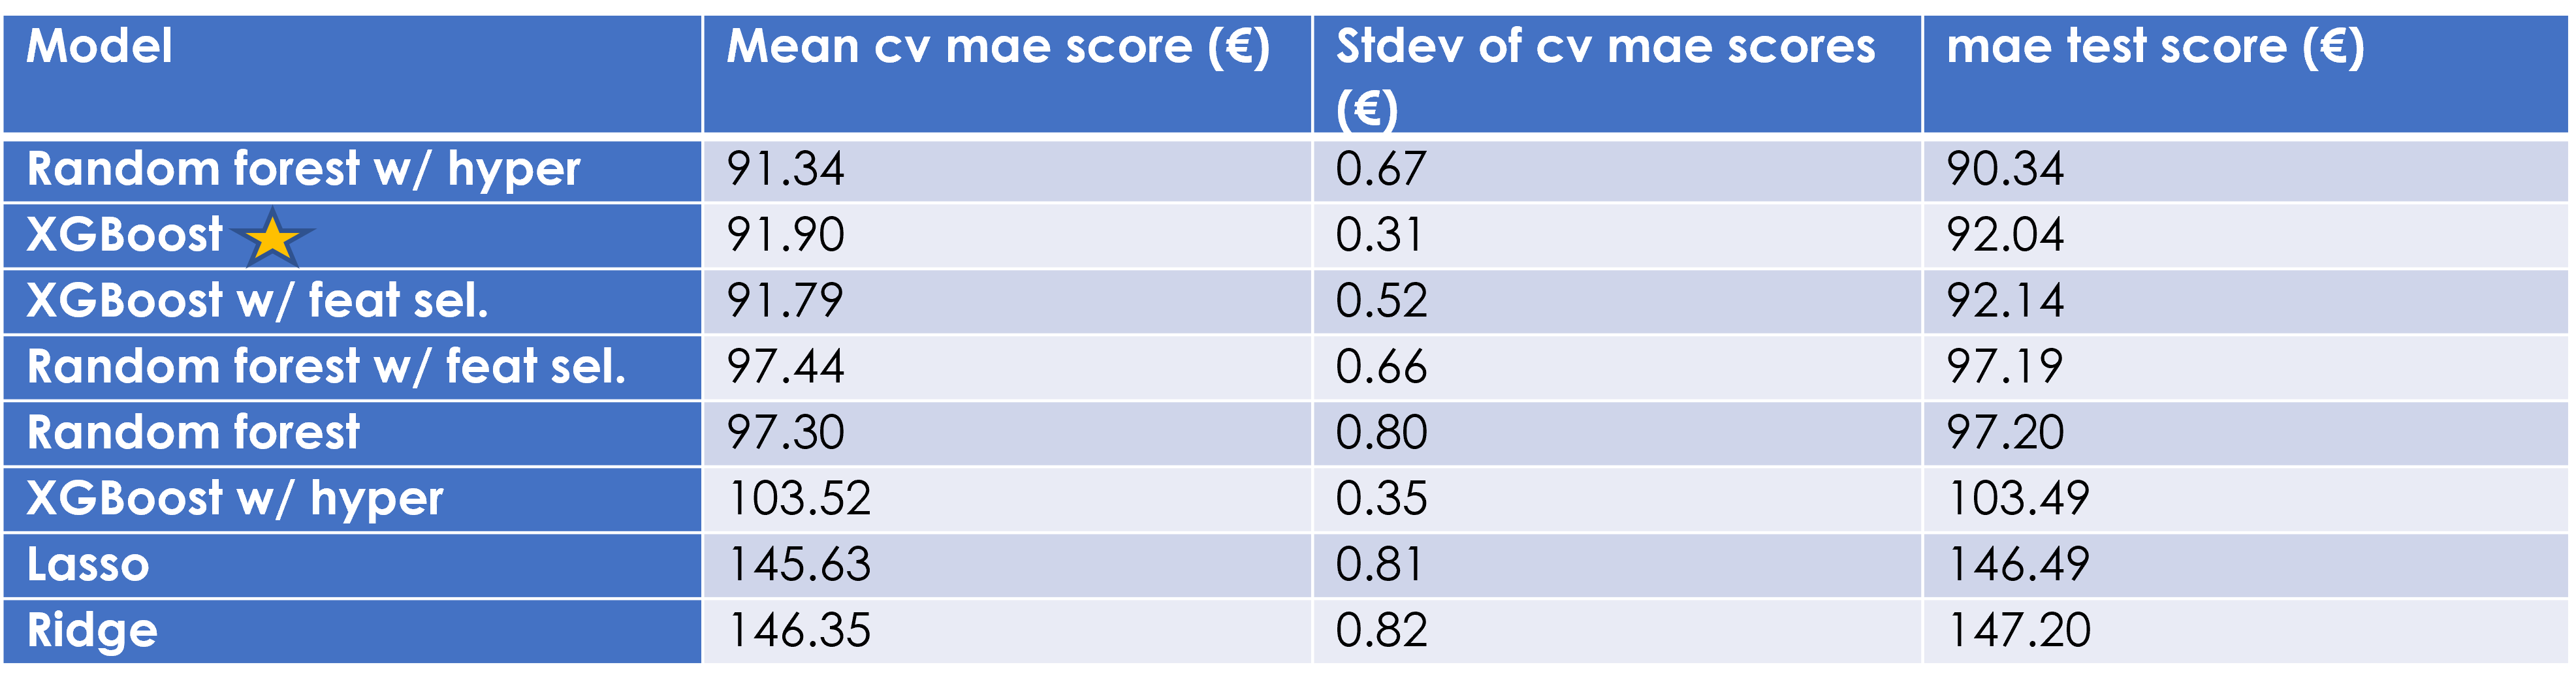 Model Mean cv mae score (€) Stdev of cv mae scores (€) mae test score (€)
Random forest w/ hyper 91.34 0.67 90.34
XGBoost 91.90 0.31 92.04
XGBoost w/ feat sel. 91.79 0.52 92.14
Random forest w/ feat sel. 97.44 0.66 97.19
Random forest 97.30 0.80 97.20
XGBoost w/ hyper 103.52 0.35 103.49
Lasso 145.63 0.81 146.49
Ridge 146.35 0.82 147.20